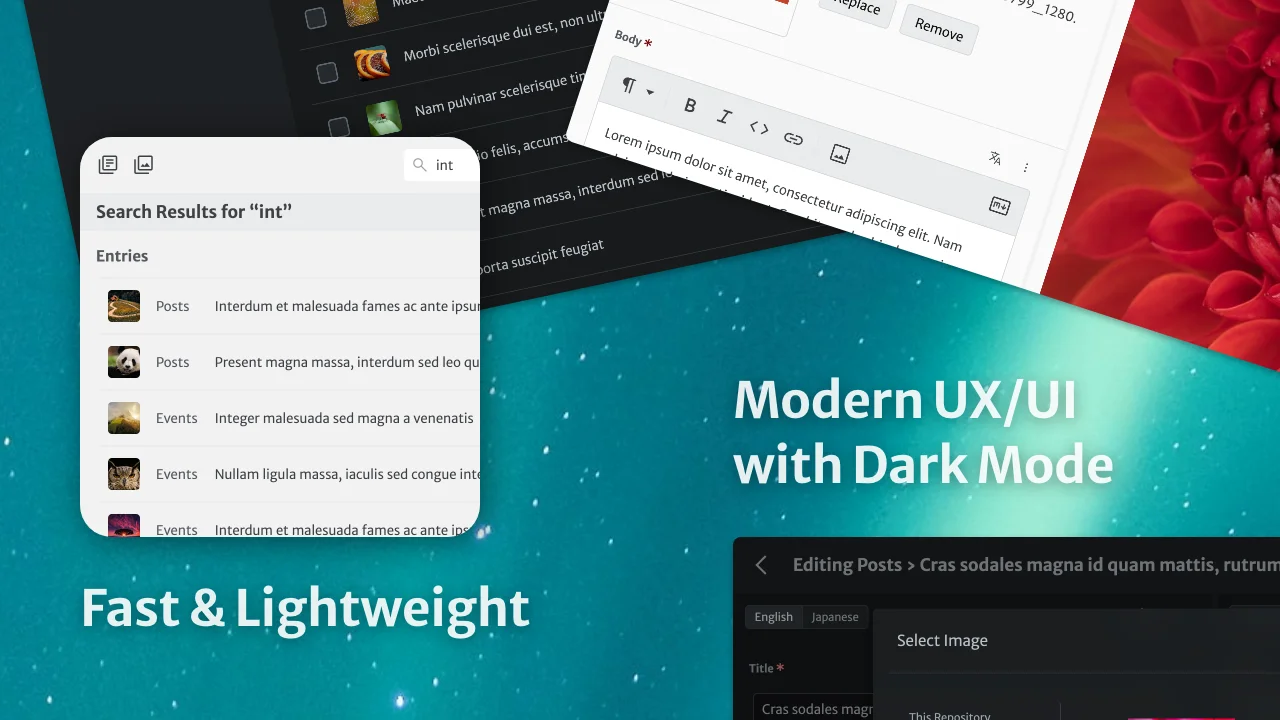 Morbi scelerisque dui est, non ult
Nam pulvinar scelerisque tin
io felis, accums
t magna massa, interdum sed le
porta suscipit feugiat
799__1280.
Replace
Remove
Body *
B I
Lorem ipsum dolor sit amet, consectetur adipiscing elit. Nam
int
Search Results for “int”
Entries
Posts Interdum et malesuada fames ac ante ipsu
Posts Present magna massa, interdum sed leo qu
Events Integer malesuada sed magna a venenatis
Events Nullam ligula massa, iaculis sed congue inte
Events Interdum et malesuada fames ac ante ips
Fast & Lightweight
Modern UX/UI
with Dark Mode
Editing Posts › Cras sodales magna id quam mattis, rutrum
English Japanese
Select Image
Title *
Cras sodales magn
This Repository